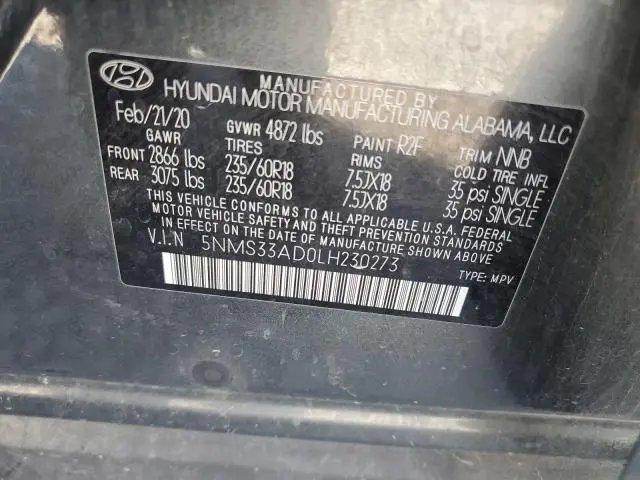 MANUFACTURED BY
HYUNDAI MOTOR MANUFACTURING ALABAMA, LLC
Feb/21/20 GVWR 4872 lbs PAINT R2F TRIM NNB
GAWR TIRES RIMS COLD TIRE INFL
FRONT 2866 lbs 235/60R18 7.5JX18 35 psi SINGLE
REAR 3075 lbs 235/60R18 7.5JX18 35 psi SINGLE
THIS VEHICLE CONFORMS TO ALL APPLICABLE U.S.A. FEDERAL
MOTOR VEHICLE SAFETY AND THEFT PREVENTION STANDARDS
IN EFFECT ON THE DATE OF MANUFACTURE SHOWN ABOVE
V.I.N 5NMS33AD0LH230273 TYPE: MPV